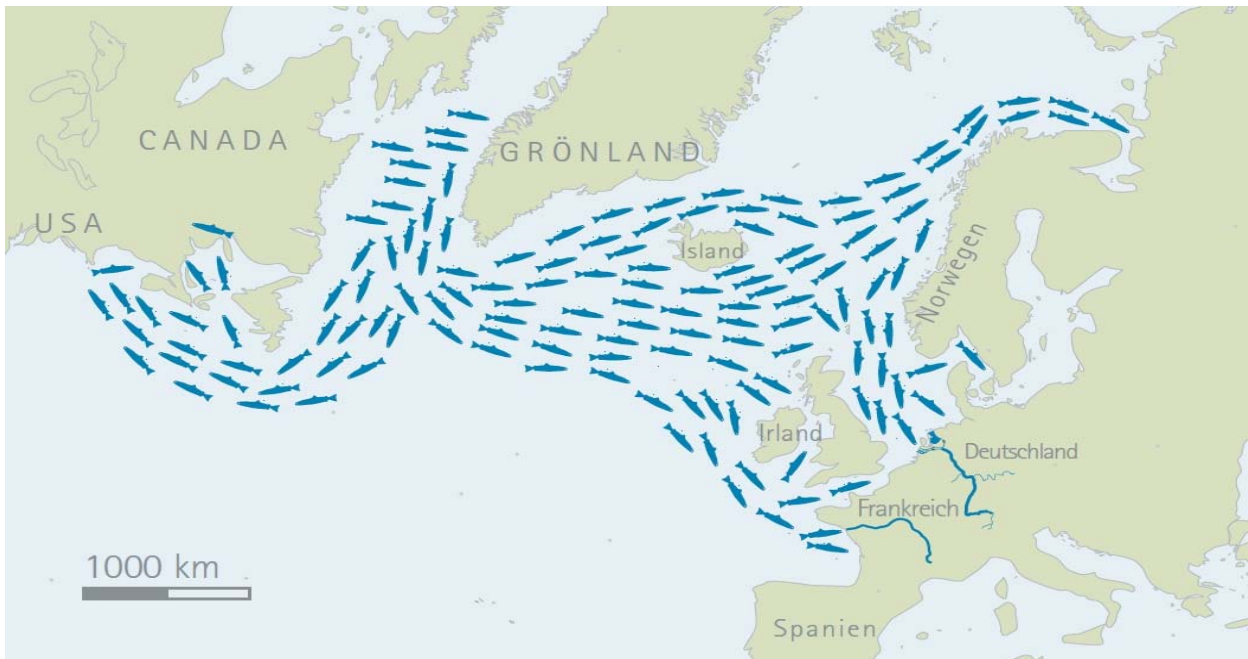 CANADA
GRÖNLAND
USA
Island
Norwegen
Irland
Deutschland
Frankreich
1000 km
Spanien